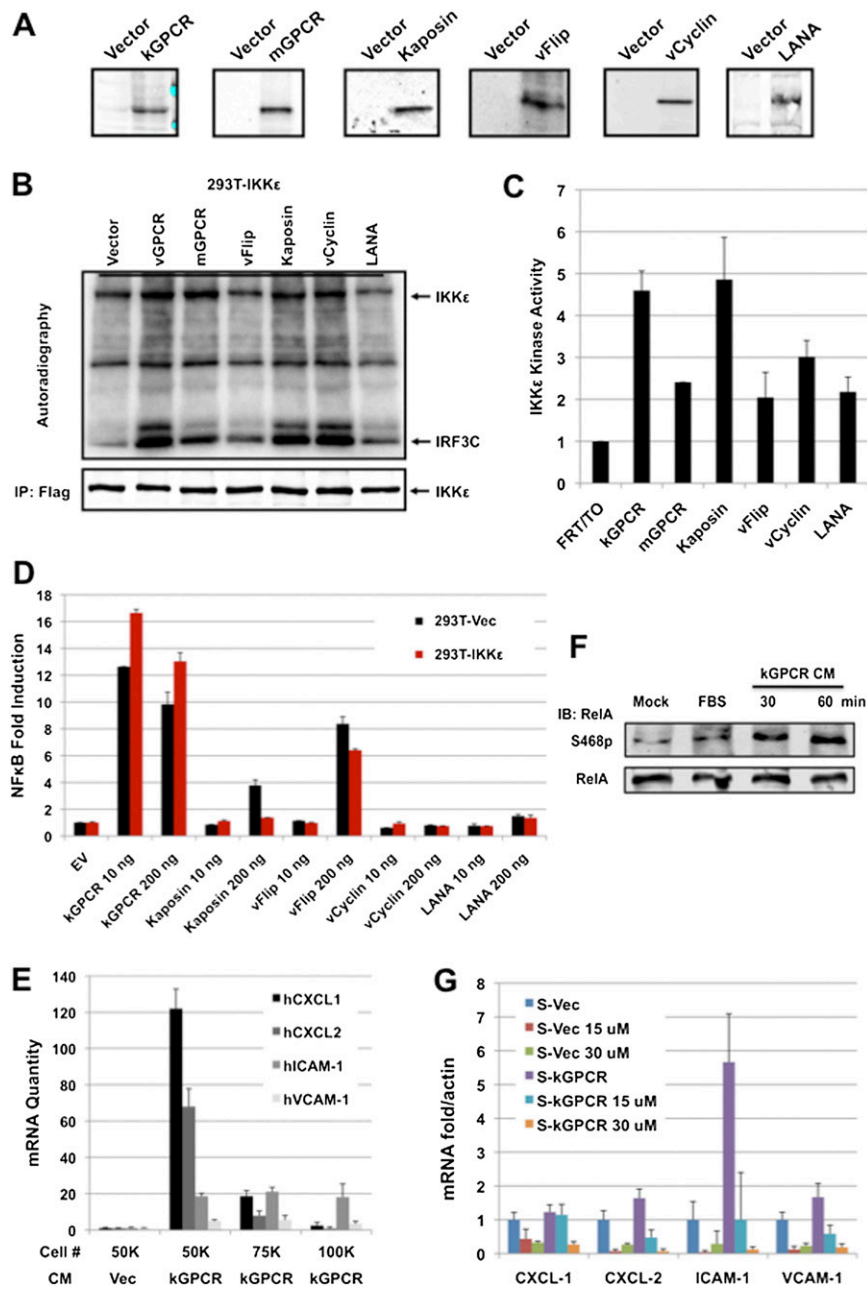 A
Vector
kGPCR
Vector
mGPCR
Vector
Kaposin
Vector
vFlip
Vector
vCyclin
Vector
LANA
B
293T-IKKε
Vector
vGPCR
mGPCR
vFlip
Kaposin
vCyclin
LANA
Autoradiography
IKKε
IRF3C
IP: Flag
IKKε
C
IKKε Kinase Activity
7
6
5
4
3
2
1
0
FRT/TO
kGPCR
mGPCR
Kaposin
vFlip
vCyclin
LANA
D
NFκB Fold Induction
18
16
14
12
10
8
6
4
2
0
293T-Vec
293T-IKKε
EV
kGPCR 10 ng
kGPCR 200 ng
Kaposin 10 ng
Kaposin 200 ng
vFlip 10 ng
vFlip 200 ng
vCyclin 10 ng
vCyclin 200 ng
LANA 10 ng
LANA 200 ng
F
kGPCR CM
Mock FBS 30 60 min
IB: RelA
S468p
RelA
E
mRNA Quantity
140
120
100
80
60
40
20
0
hCXCL1
hCXCL2
hICAM-1
hVCAM-1
Cell # 50K 50K 75K 100K
CM Vec kGPCR kGPCR kGPCR
G
mRNA fold/actin
8
7
6
5
4
3
2
1
0
S-Vec
S-Vec 15 uM
S-Vec 30 uM
S-kGPCR
S-kGPCR 15 uM
S-kGPCR 30 uM
CXCL-1 CXCL-2 ICAM-1 VCAM-1